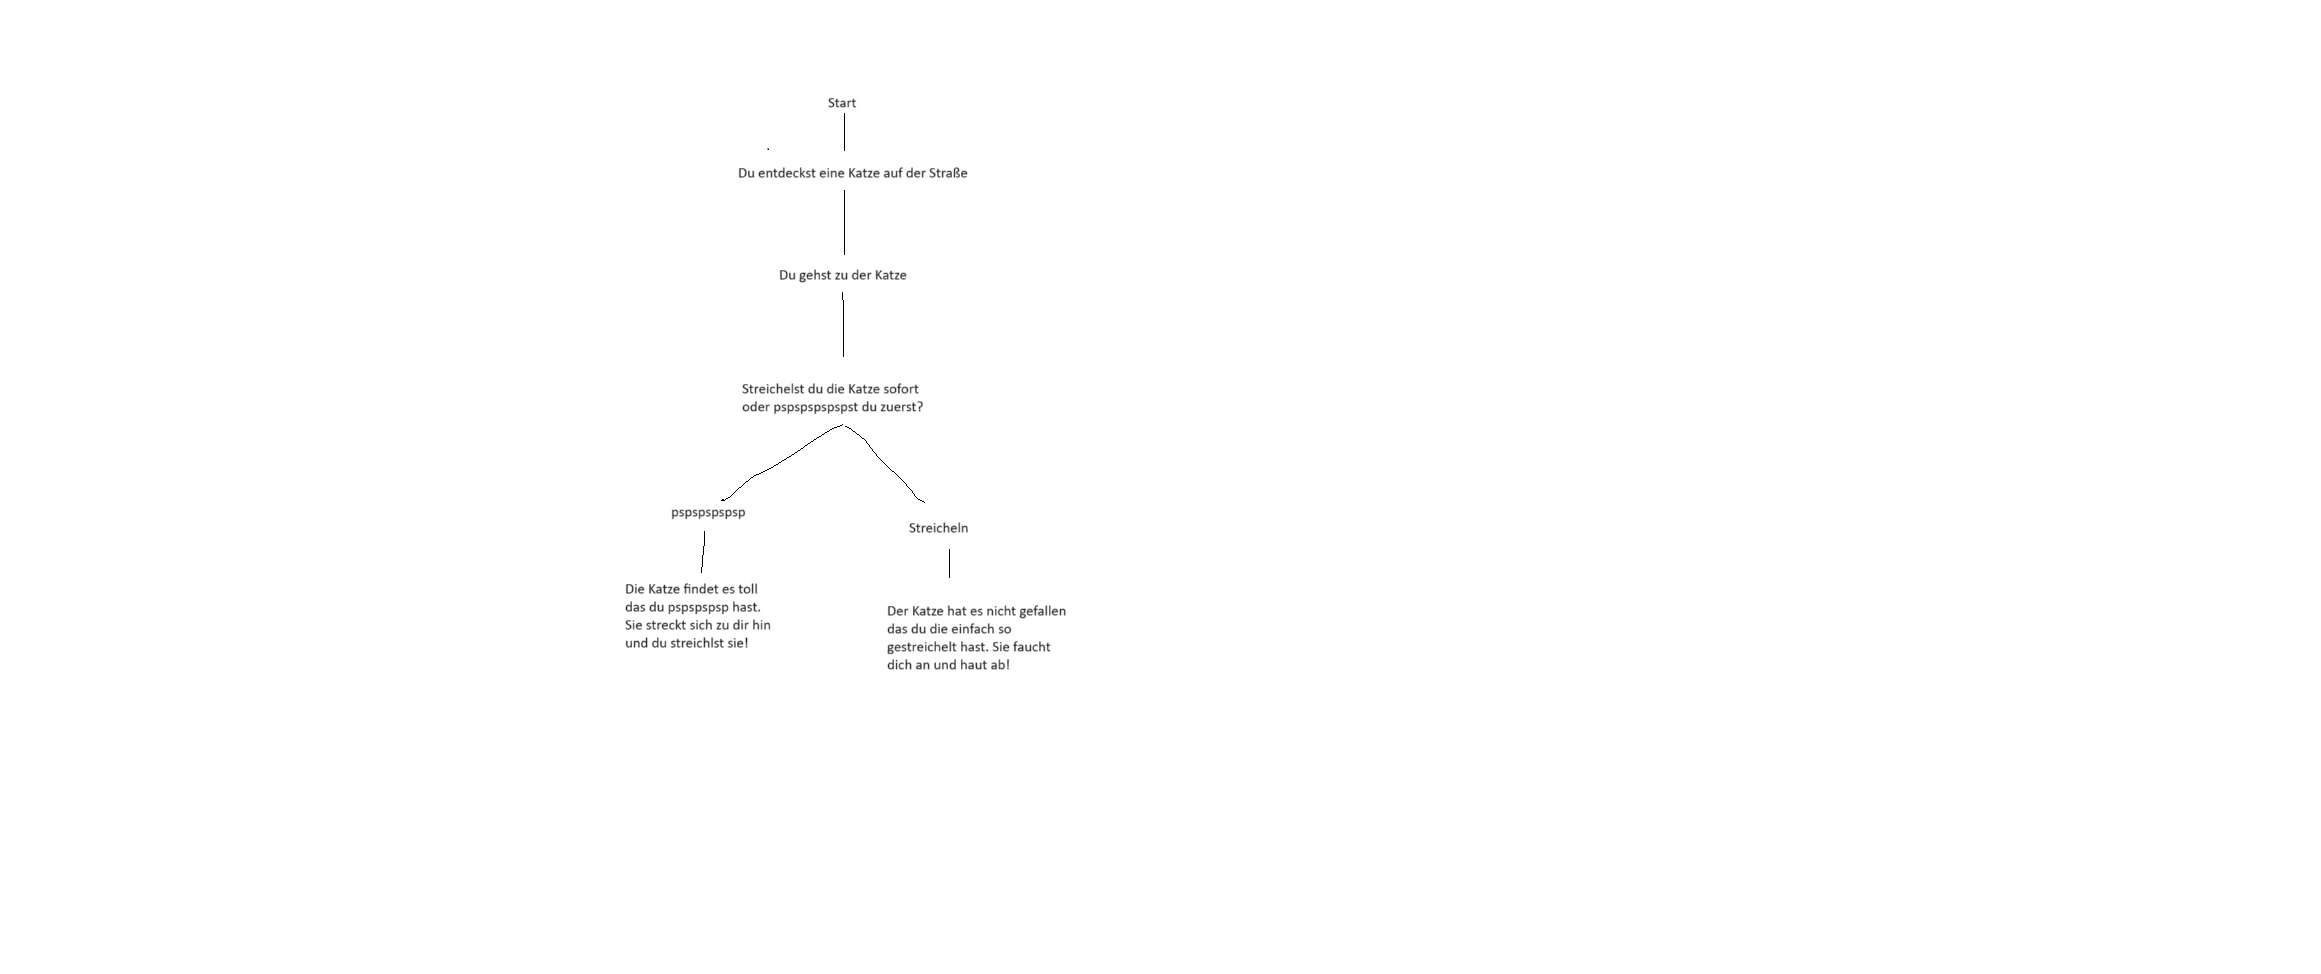 Start
Du entdeckst eine Katze auf der Straße
Du gehst zu der Katze
Streichelst du die Katze sofort
oder pspspspspspst du zuerst?
pspspspspsp
Streicheln
Die Katze findet es toll
das du pspspspsp hast.
Sie streckt sich zu dir hin
und du streichlst sie!
Der Katze hat es nicht gefallen
das du die einfach so
gestreichelt hast. Sie faucht
dich an und haut ab!